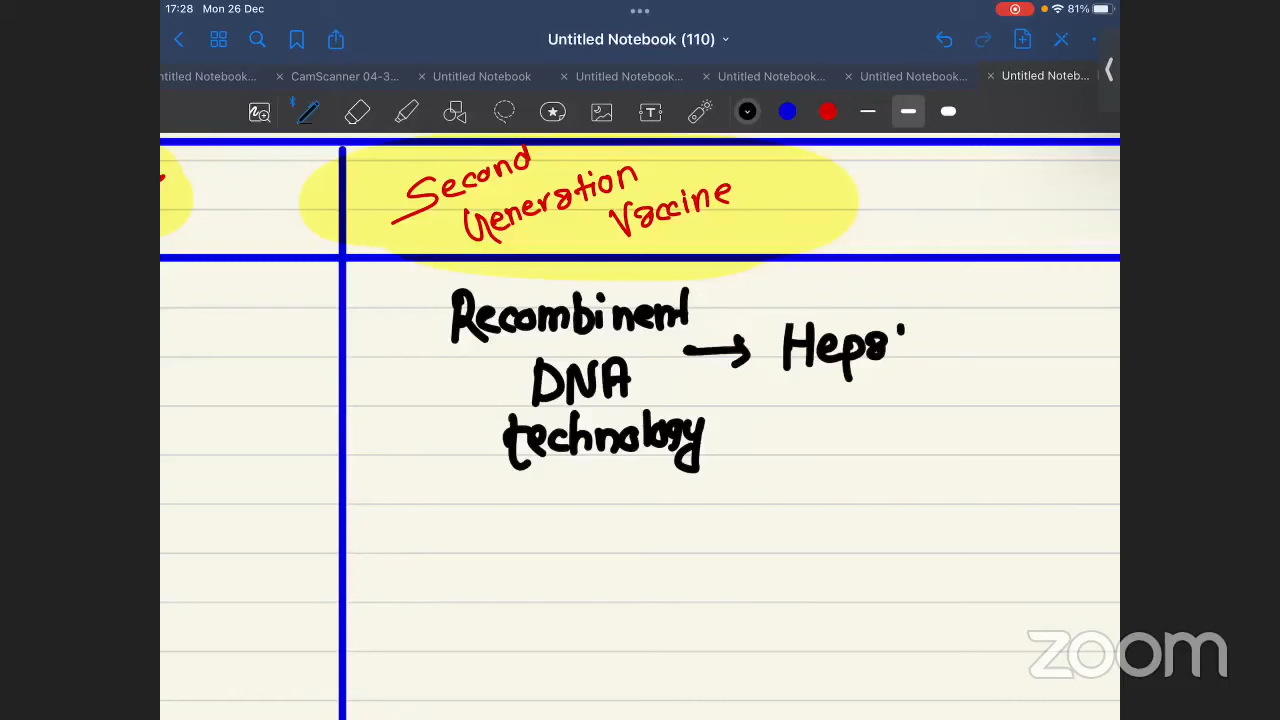 17:28 Mon 26 Dec
81%
Untitled Notebook (110)
ntitled Notebook...
CamScanner 04-3...
Untitled Notebook
Untitled Notebook...
Untitled Notebook...
Untitled Notebook...
Untitled Noteb...
Second
Generation
Vaccine
Recombinent
DNA
technology
→ Hepa
zoom